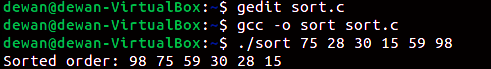 dewan@dewan-VirtualBox:~$ gedit sort.c
dewan@dewan-VirtualBox:~$ gcc -o sort sort.c
dewan@dewan-VirtualBox:~$ ./sort 75 28 30 15 59 98
Sorted order: 98 75 59 30 28 15